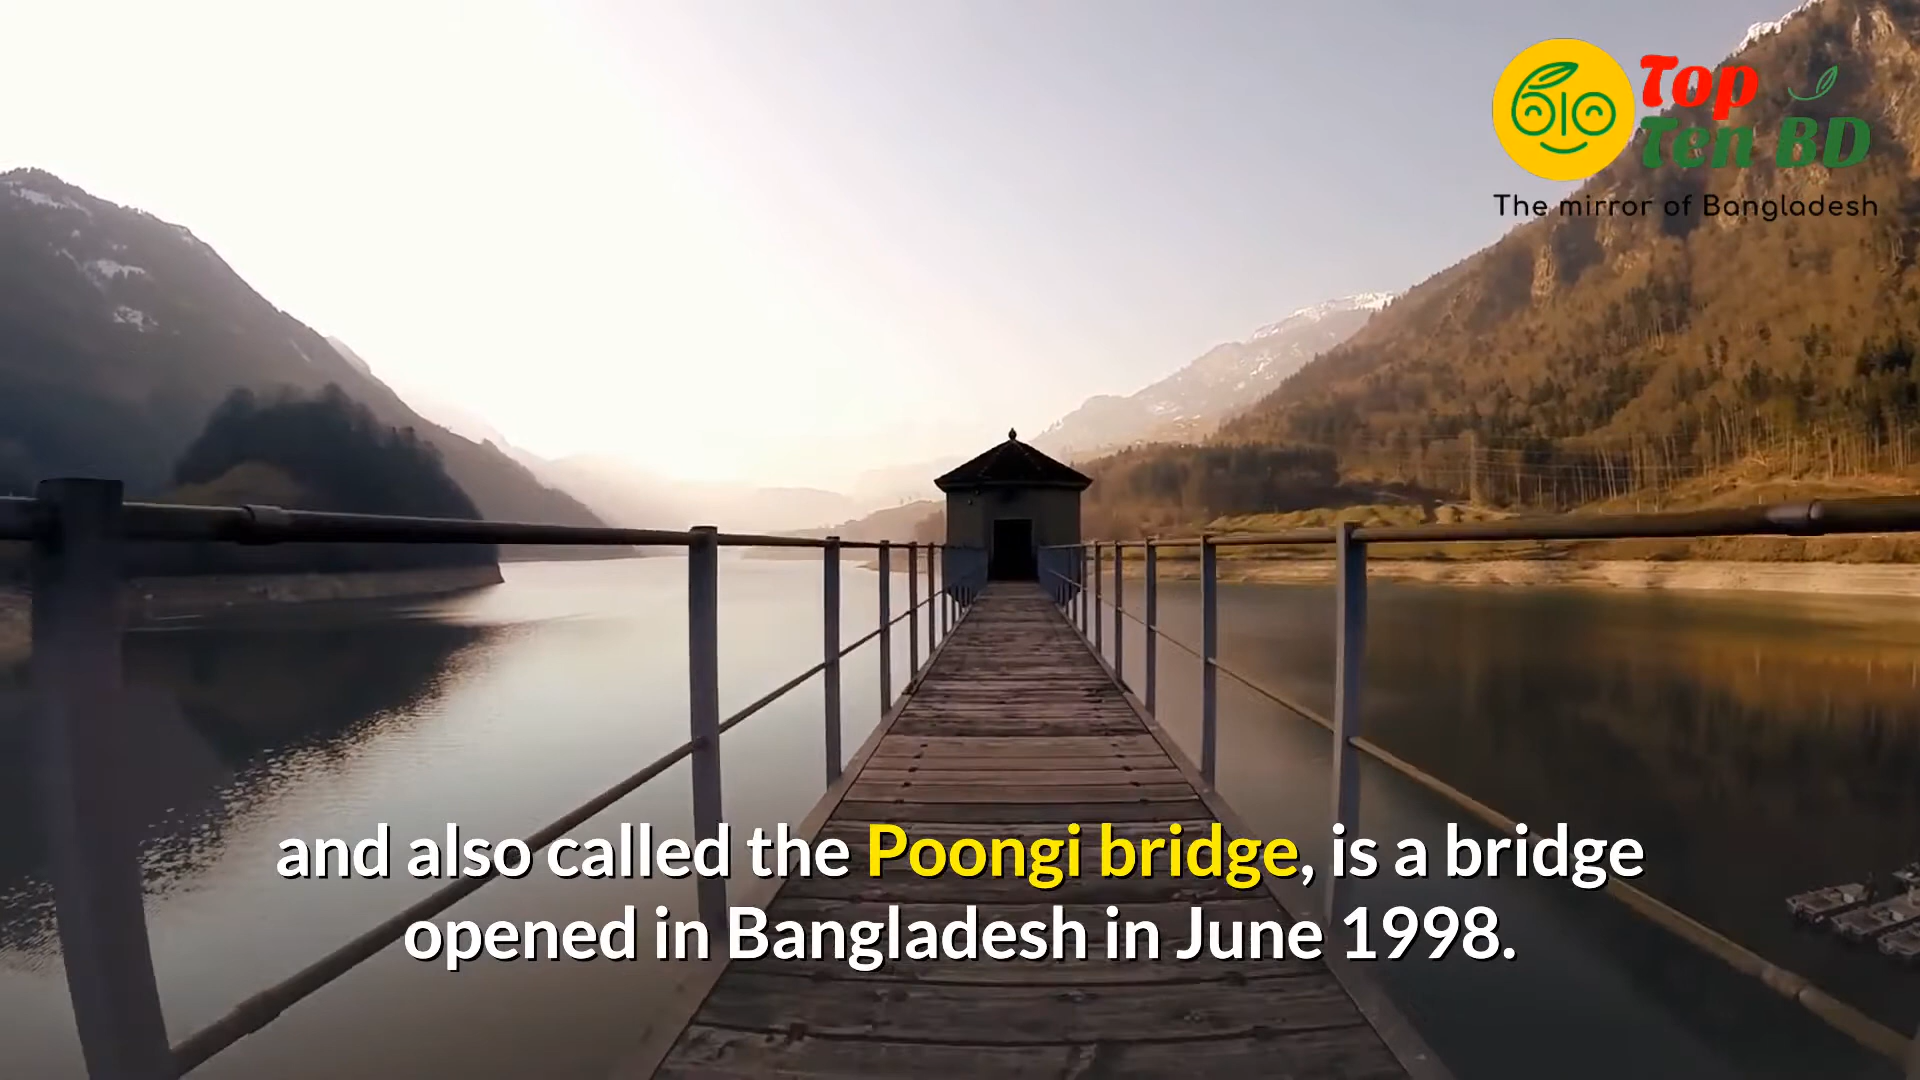 Top
Ten BD
The mirror of Bangladesh
and also called the Poongi bridge, is a bridge
opened in Bangladesh in June 1998.